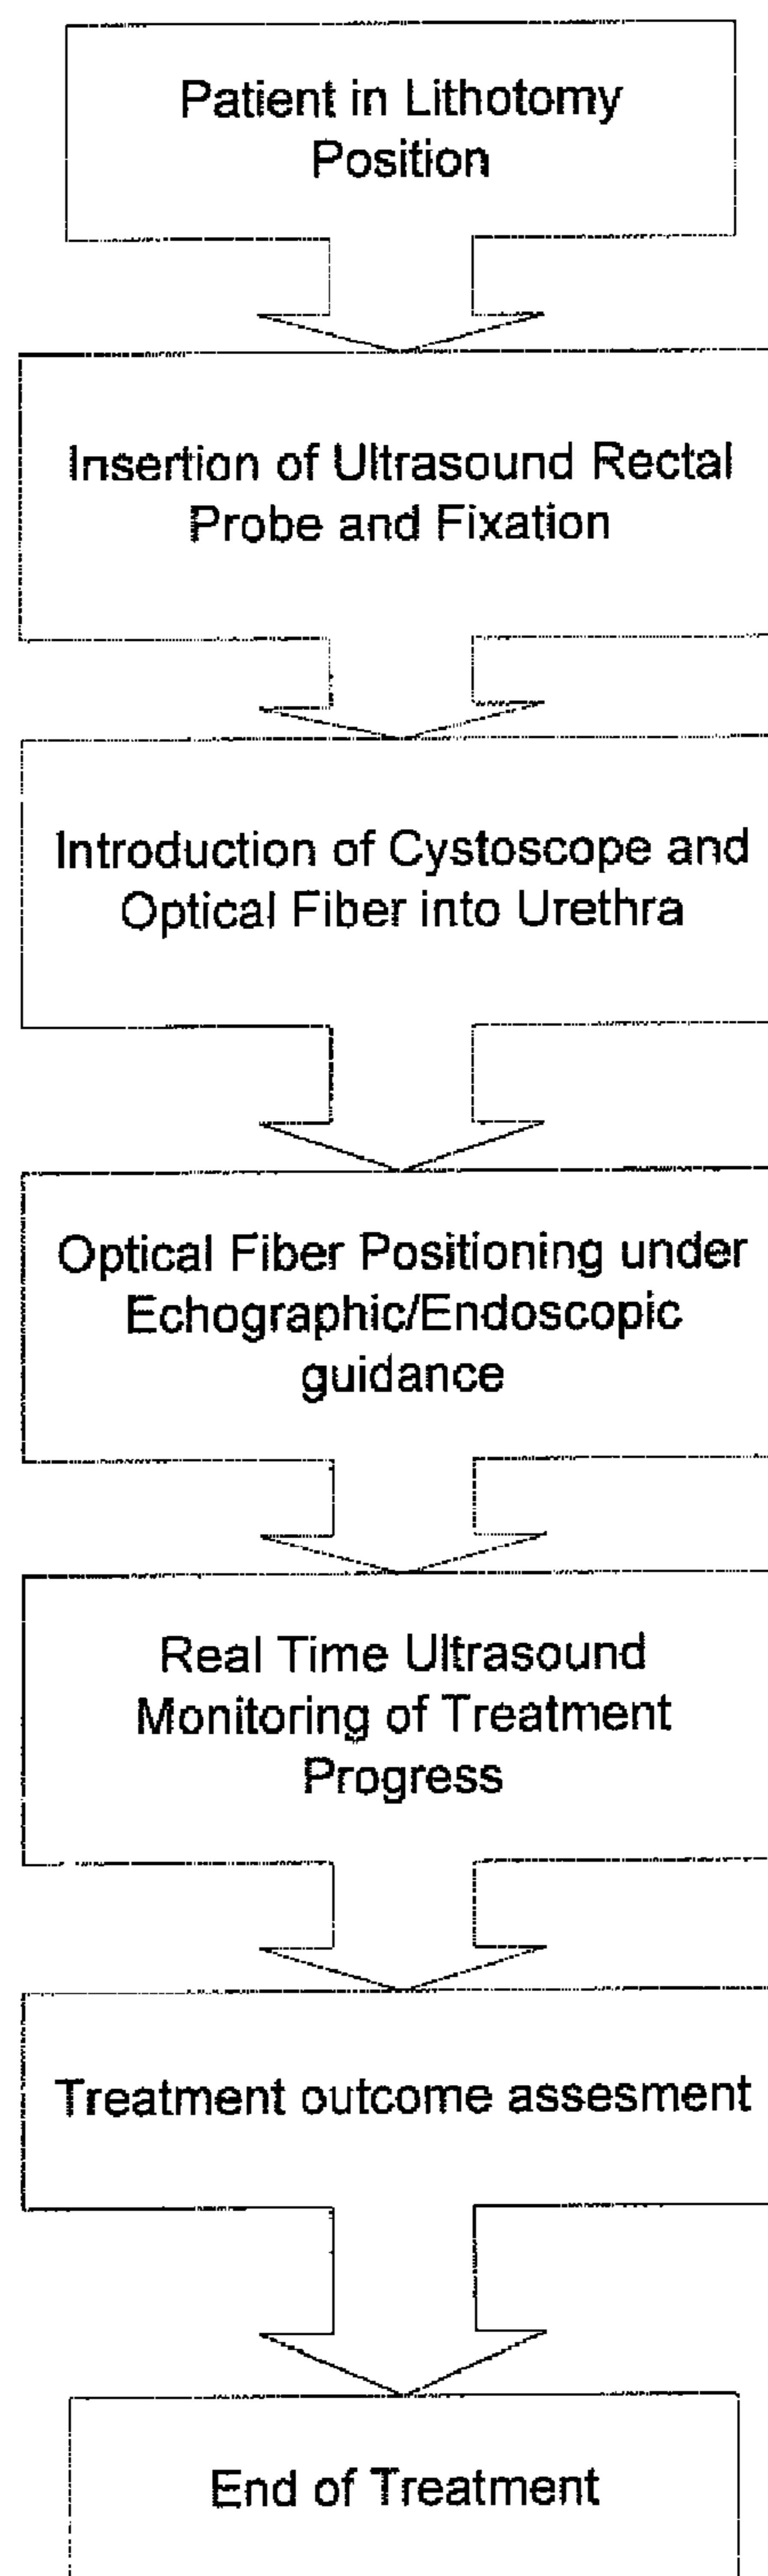 Patient in Lithotomy
Position
Insertion of Ultrasound Rectal
Probe and Fixation
Introduction of Cystoscope and
Optical Fiber into Urethra
Optical Fiber Positioning under
Echographic/Endoscopic
guidance
Real Time Ultrasound
Monitoring of Treatment
Progress
Treatment outcome assesment
End of Treatment